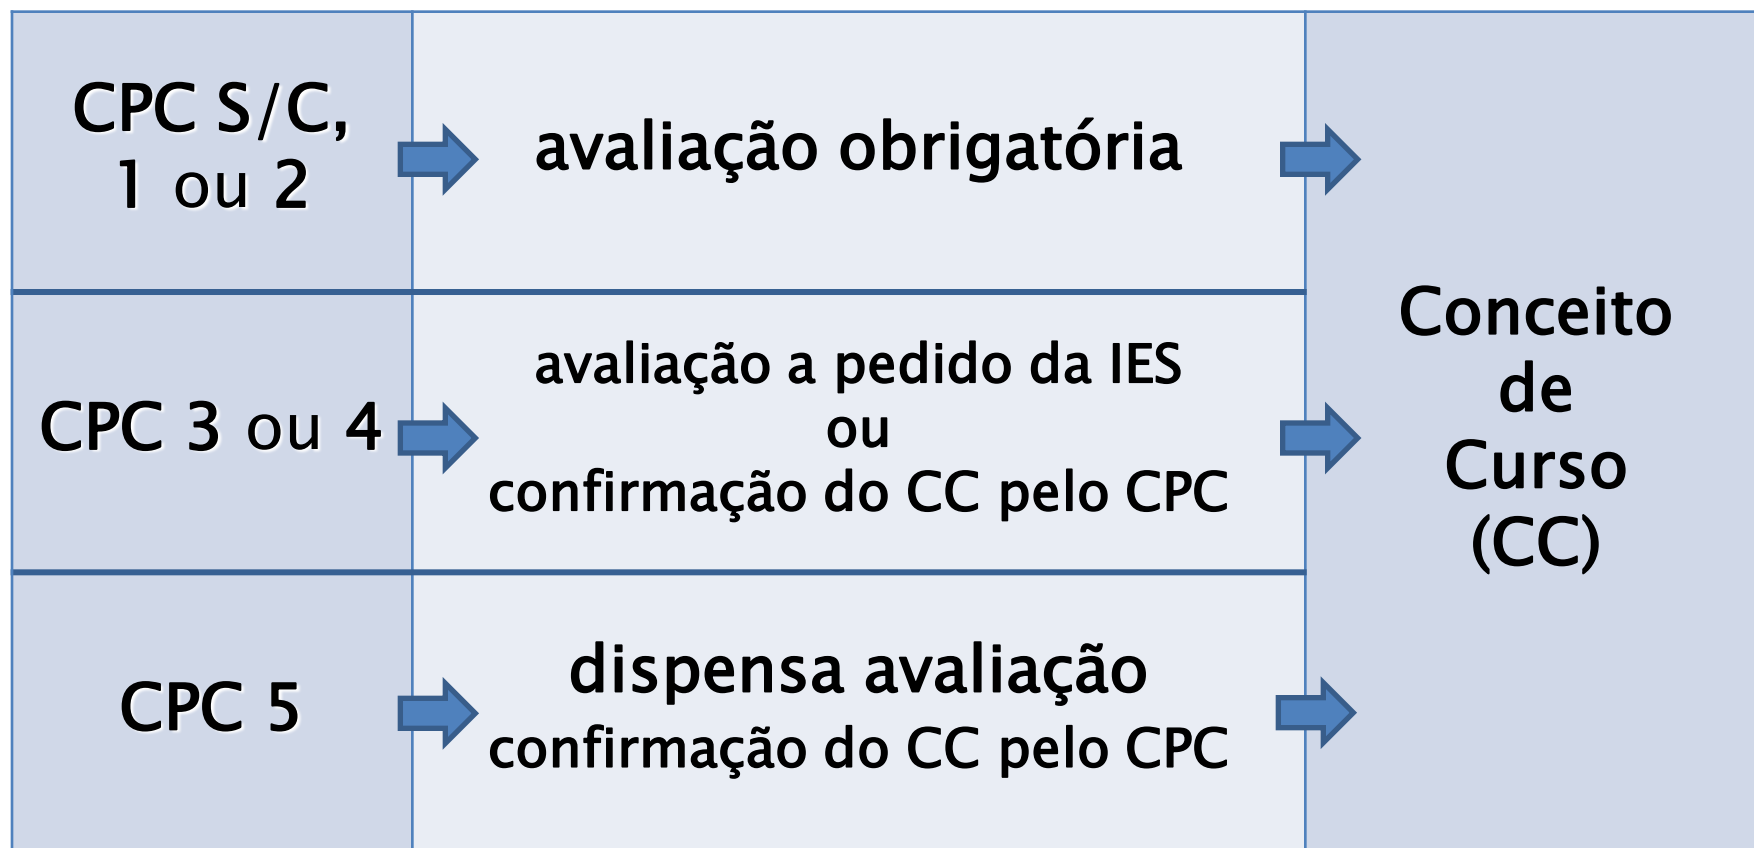 CPC S/C,
1 ou 2
avaliação obrigatória
CPC 3 ou 4
avaliação a pedido da IES
ou
confirmação do CC pelo CPC
CPC 5
dispensa avaliação
confirmação do CC pelo CPC
Conceito
de
Curso
(CC)